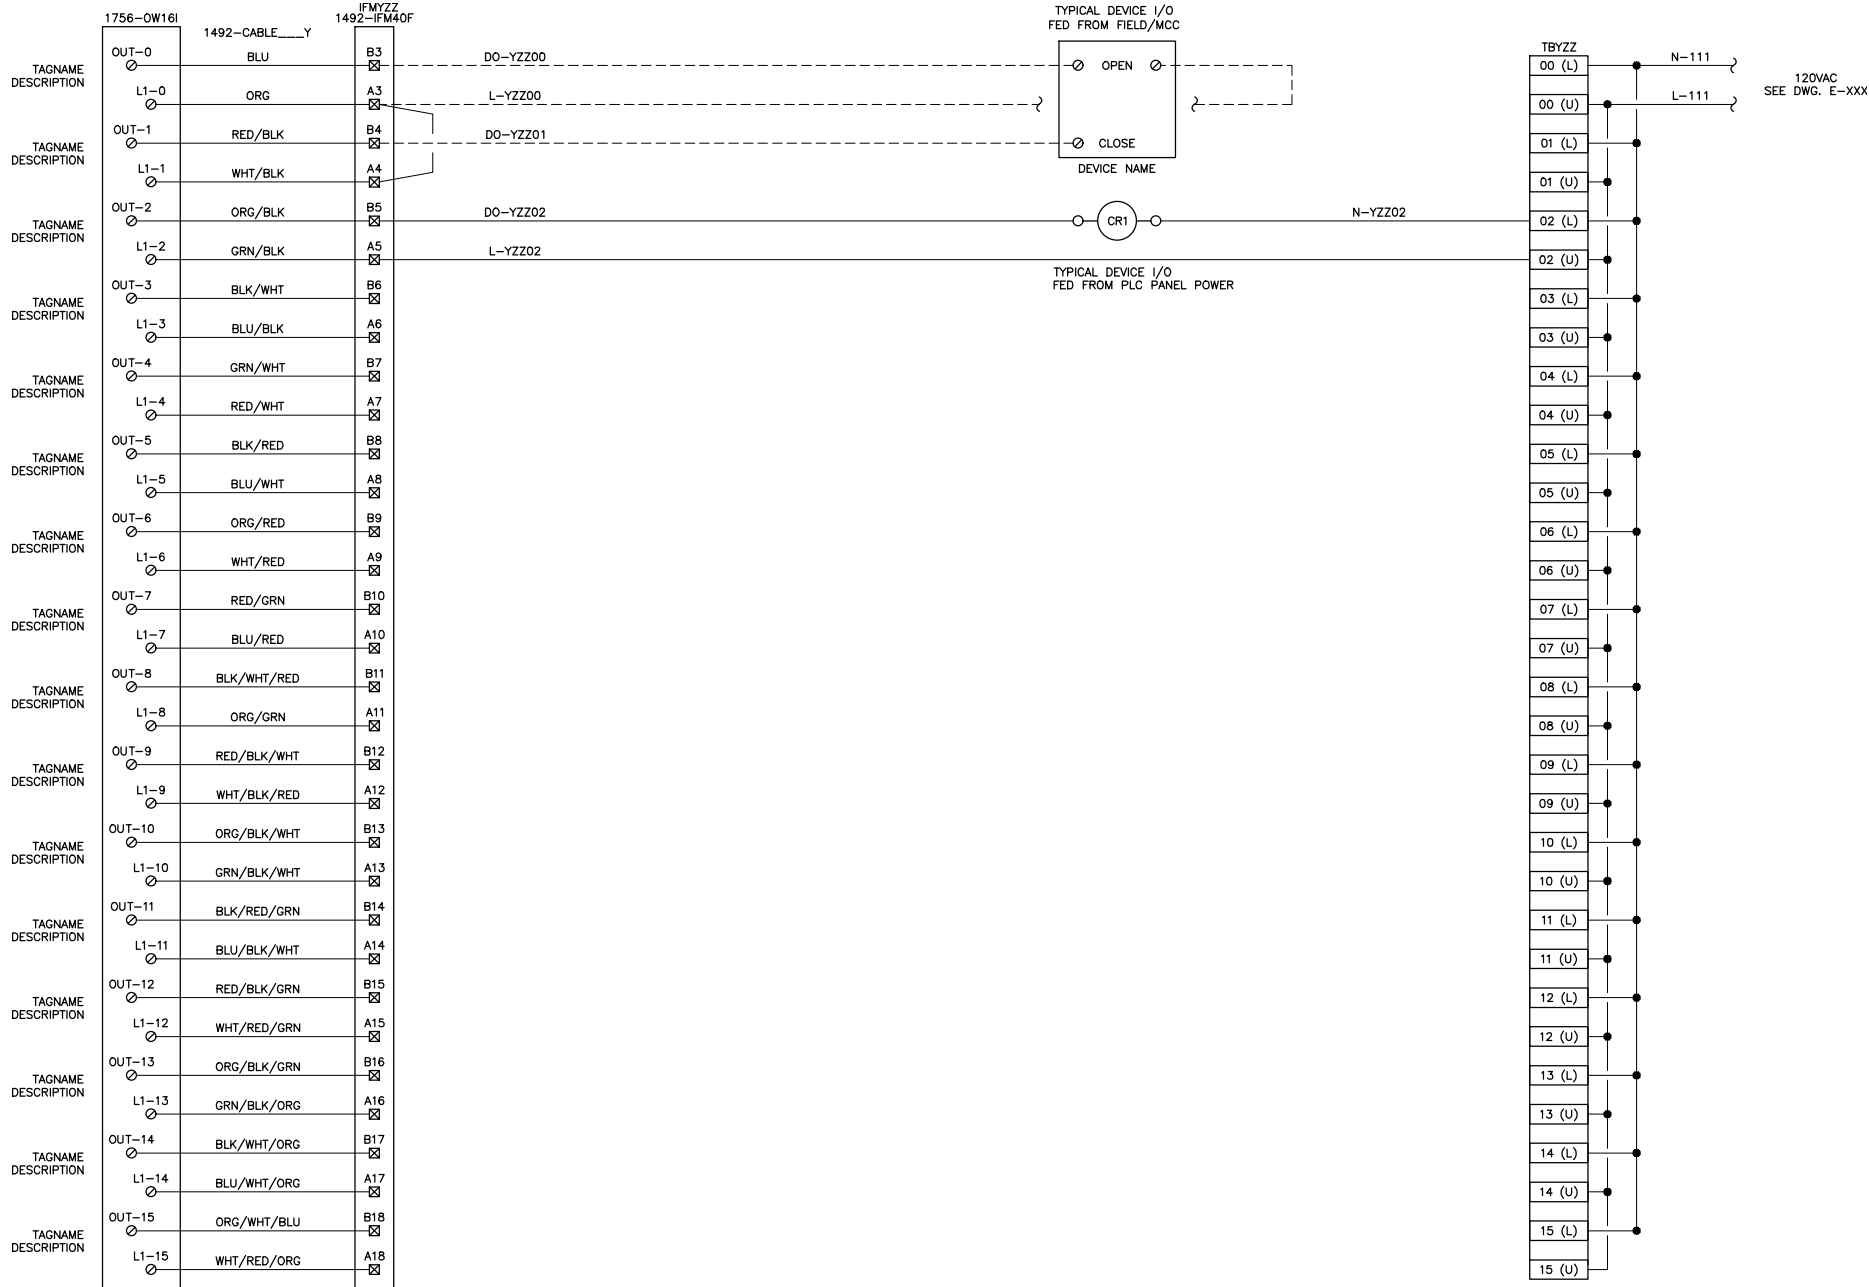 1756-OW16I
1492-CABLE___Y
IFMYZZ
1492-IFM40F
TYPICAL DEVICE I/O
FED FROM FIELD/MCC
TBYZZ
TAGNAME
DESCRIPTION
OUT-0
BLU
B3
DO-YZZ00
OPEN
00 (L)
N-111
120VAC
SEE DWG. E-XXX
L1-0
ORG
A3
L-YZZ00
00 (U)
L-111
TAGNAME
DESCRIPTION
OUT-1
RED/BLK
B4
DO-YZZ01
CLOSE
01 (L)
DEVICE NAME
L1-1
WHT/BLK
A4
01 (U)
TAGNAME
DESCRIPTION
OUT-2
ORG/BLK
B5
DO-YZZ02
CR1
N-YZZ02
02 (L)
L1-2
GRN/BLK
A5
L-YZZ02
02 (U)
TYPICAL DEVICE I/O
FED FROM PLC PANEL POWER
TAGNAME
DESCRIPTION
OUT-3
BLK/WHT
B6
03 (L)
L1-3
BLU/BLK
A6
03 (U)
TAGNAME
DESCRIPTION
OUT-4
GRN/WHT
B7
04 (L)
L1-4
RED/WHT
A7
04 (U)
TAGNAME
DESCRIPTION
OUT-5
BLK/RED
B8
05 (L)
L1-5
BLU/WHT
A8
05 (U)
TAGNAME
DESCRIPTION
OUT-6
ORG/RED
B9
06 (L)
L1-6
WHT/RED
A9
06 (U)
TAGNAME
DESCRIPTION
OUT-7
RED/GRN
B10
07 (L)
L1-7
BLU/RED
A10
07 (U)
TAGNAME
DESCRIPTION
OUT-8
BLK/WHT/RED
B11
08 (L)
L1-8
ORG/GRN
A11
08 (U)
TAGNAME
DESCRIPTION
OUT-9
RED/BLK/WHT
B12
09 (L)
L1-9
WHT/BLK/RED
A12
09 (U)
TAGNAME
DESCRIPTION
OUT-10
ORG/BLK/WHT
B13
10 (L)
L1-10
GRN/BLK/WHT
A13
10 (U)
TAGNAME
DESCRIPTION
OUT-11
BLK/RED/GRN
B14
11 (L)
L1-11
BLU/BLK/WHT
A14
11 (U)
TAGNAME
DESCRIPTION
OUT-12
RED/BLK/GRN
B15
12 (L)
L1-12
WHT/RED/GRN
A15
12 (U)
TAGNAME
DESCRIPTION
OUT-13
ORG/BLK/GRN
B16
13 (L)
L1-13
GRN/BLK/ORG
A16
13 (U)
TAGNAME
DESCRIPTION
OUT-14
BLK/WHT/ORG
B17
14 (L)
L1-14
BLU/WHT/ORG
A17
14 (U)
TAGNAME
DESCRIPTION
OUT-15
ORG/WHT/BLU
B18
15 (L)
L1-15
WHT/RED/ORG
A18
15 (U)